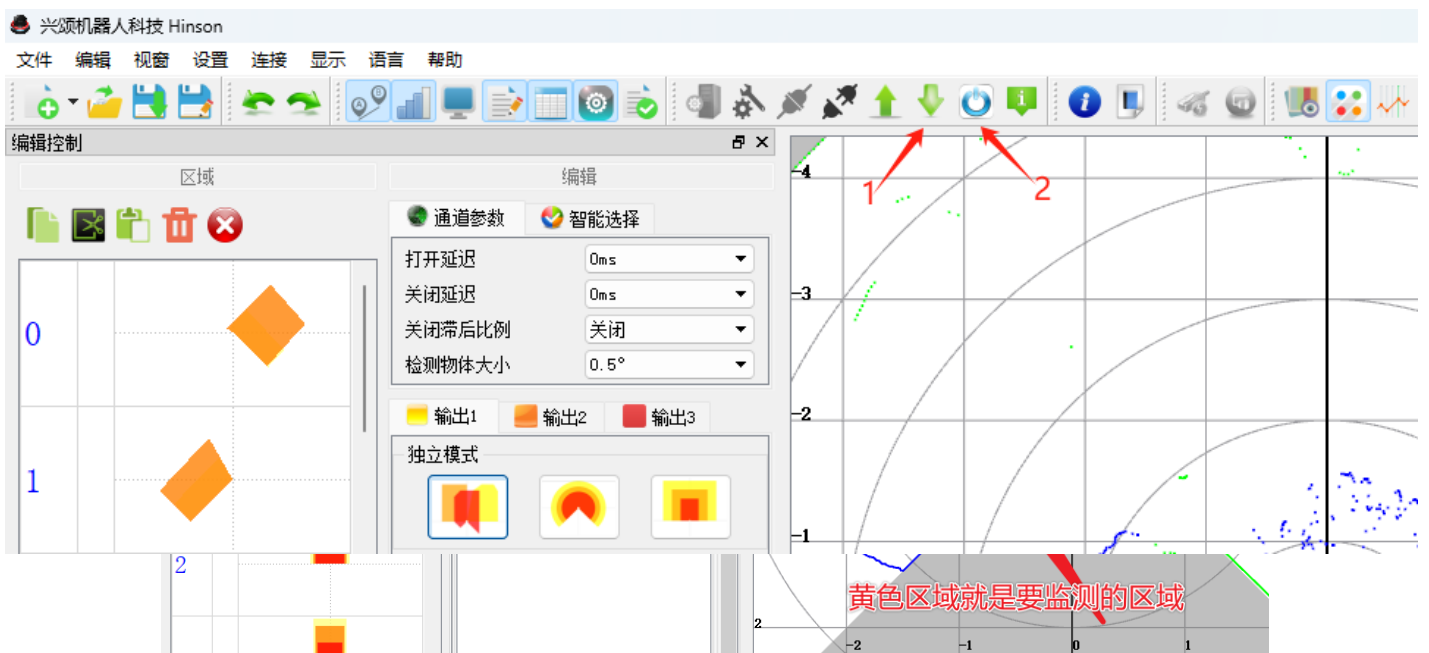 兴颂机器人科技 Hinson
文件 编辑 视窗 设置 连接 显示 语言 帮助
编辑控制
区域
编辑
通道参数 智能选择
打开延迟 0ms
关闭延迟 0ms
关闭滞后比例 关闭
检测物体大小 0.5°
输出1 输出2 输出3
独立模式
0
1
2
1
2
-4
-3
-2
-1
黄色区域就是要监测的区域
2
-2 -1 0 1